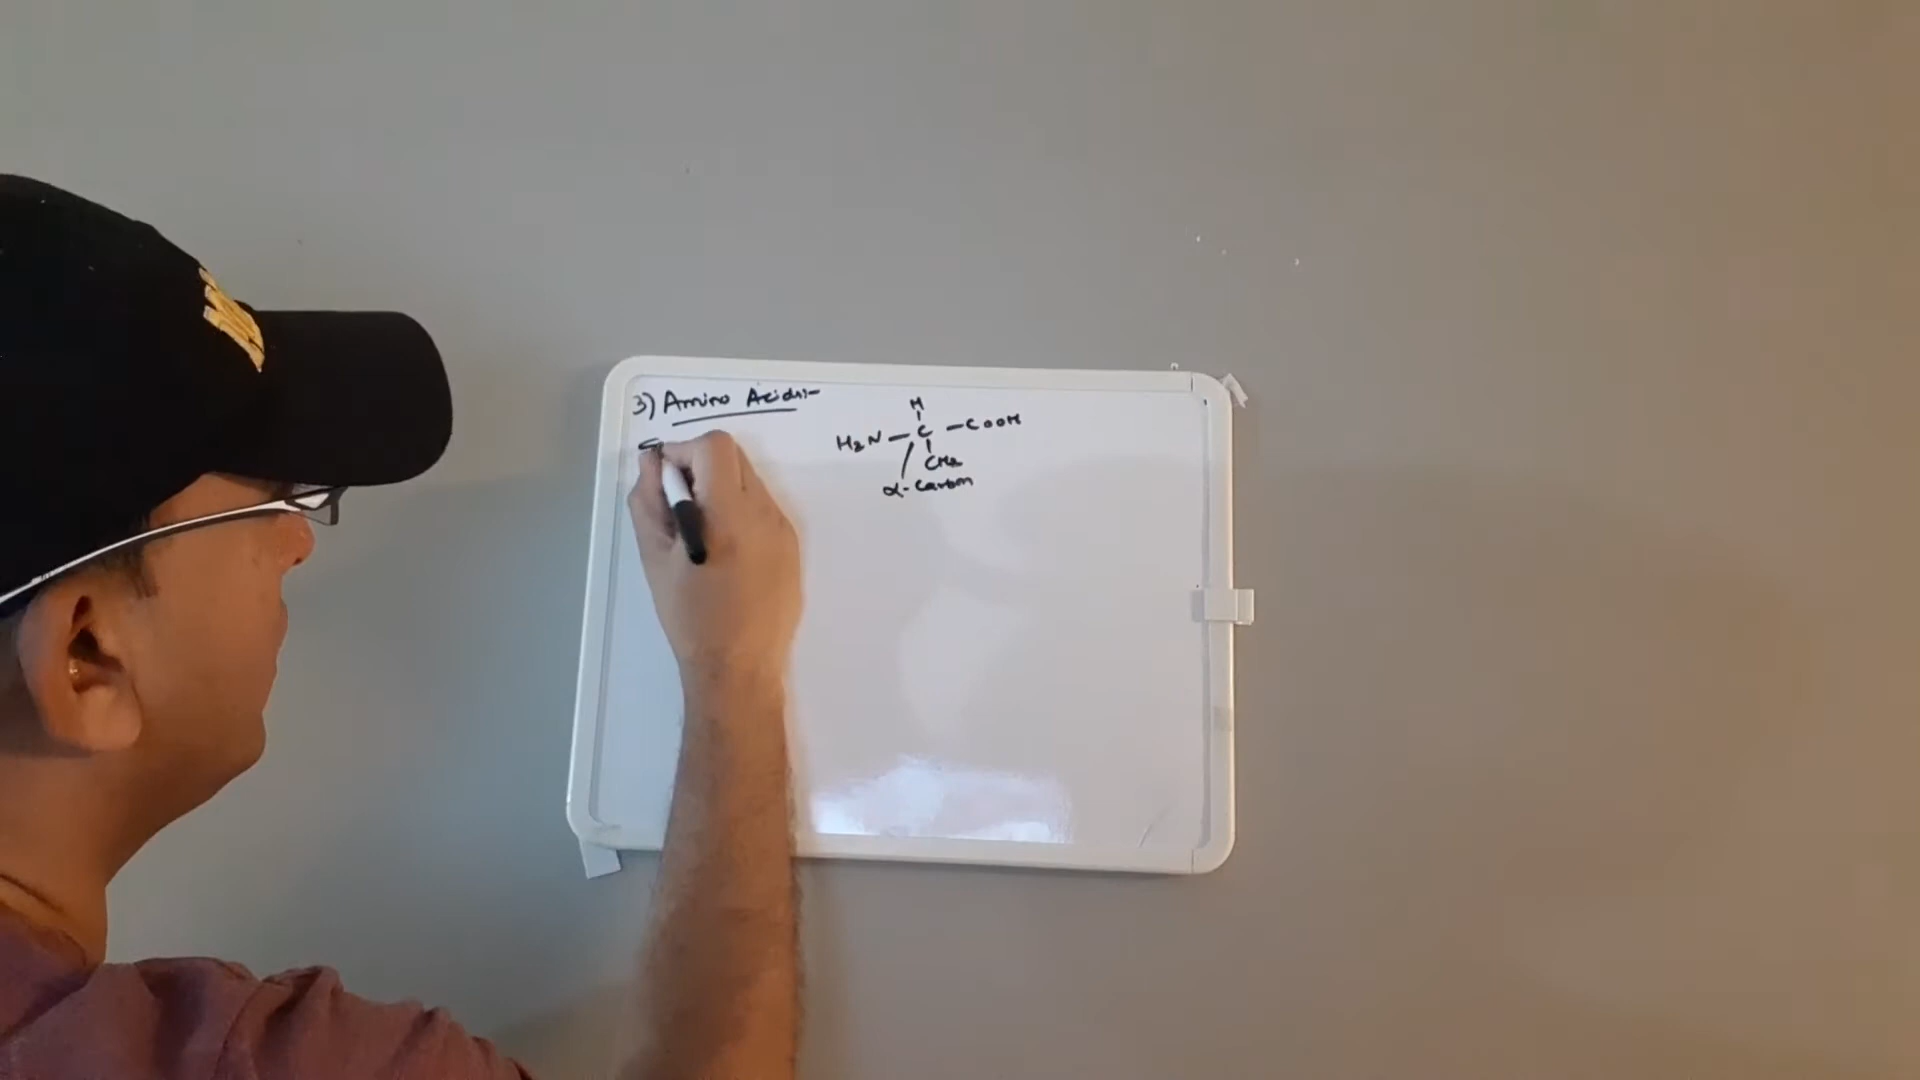 3) Amino Acids:-
H
H2N - C - COOH
CH3
α-Carbon